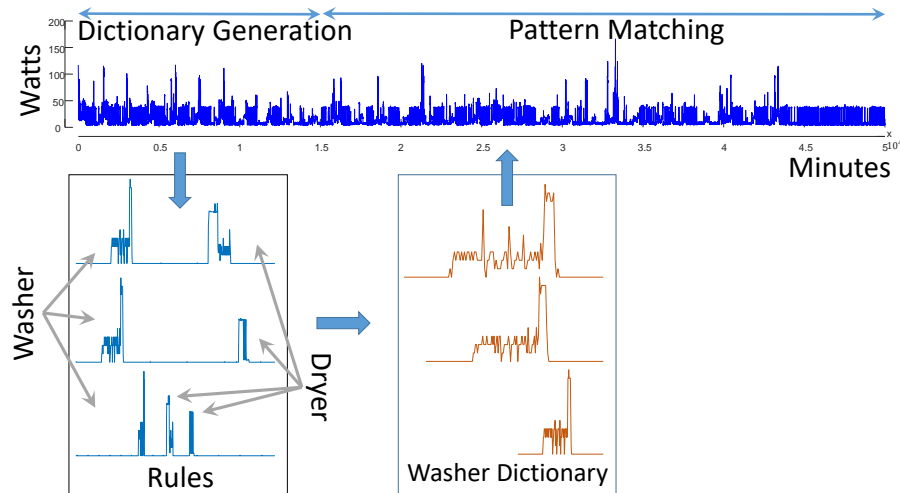 Dictionary Generation
Pattern Matching
Watts
200
150
100
50
0
0
0.5
1
1.5
2
2.5
3
3.5
4
4.5
5
x
10⁴
Minutes
Washer
Dryer
Rules
Washer Dictionary